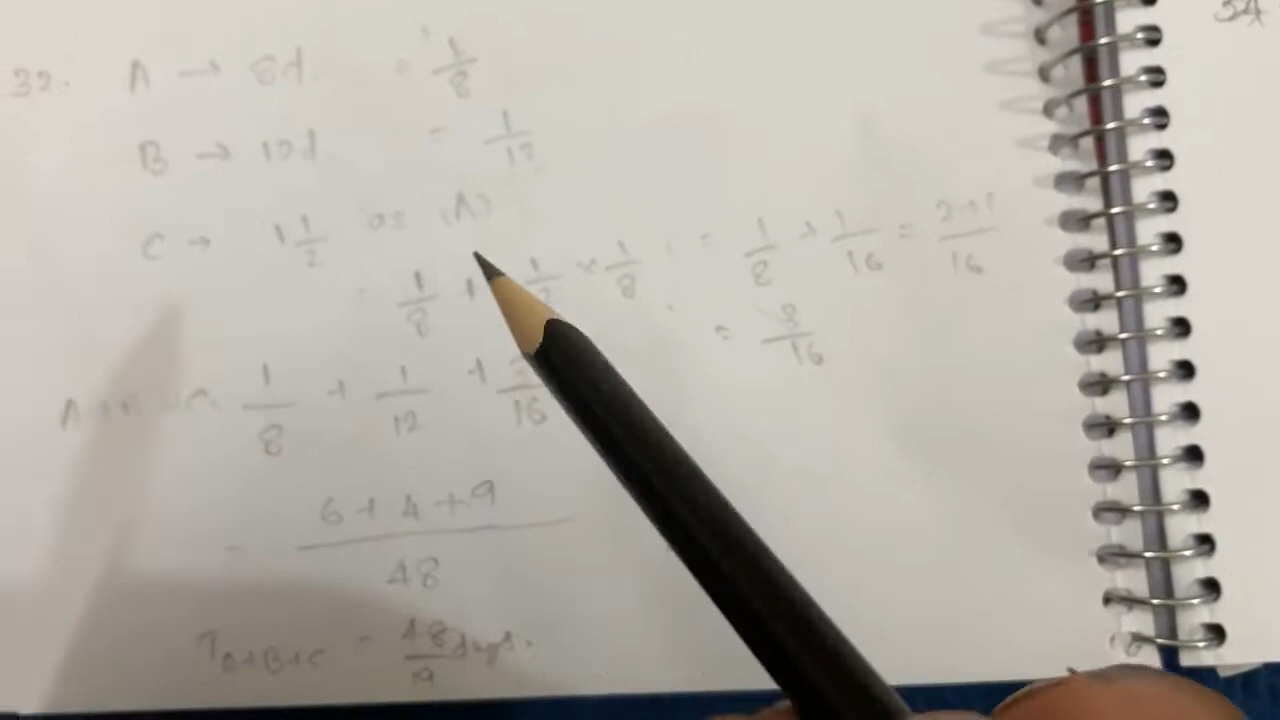 32. A → 8d = 1/8
B → 12d = 1/12
C → 1 1/2 as (A)
= 1/8 + 1/2 × 1/8 = 1/8 + 1/16 = 2+1/16
= 3/16
1/8 + 1/12 + 3/16
= 6+4+9/48
T A+B+C = 48/19 days.